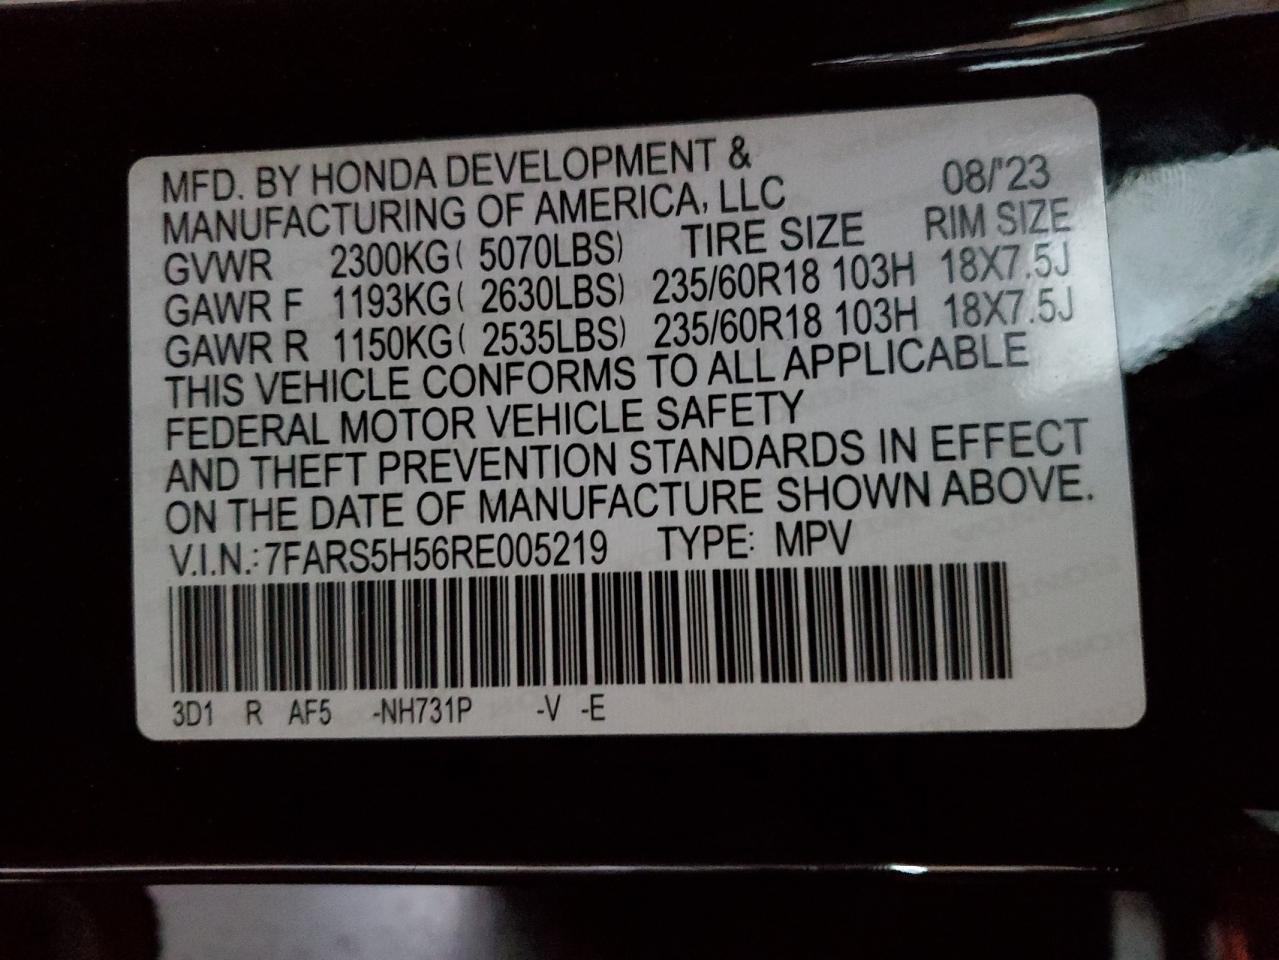 MFD. BY HONDA DEVELOPMENT &
MANUFACTURING OF AMERICA, LLC 08/'23
GVWR 2300KG( 5070LBS) TIRE SIZE RIM SIZE
GAWR F 1193KG( 2630LBS) 235/60R18 103H 18X7.5J
GAWR R 1150KG( 2535LBS) 235/60R18 103H 18X7.5J
THIS VEHICLE CONFORMS TO ALL APPLICABLE
FEDERAL MOTOR VEHICLE SAFETY
AND THEFT PREVENTION STANDARDS IN EFFECT
ON THE DATE OF MANUFACTURE SHOWN ABOVE.
V.I.N.: 7FARS5H56RE005219 TYPE: MPV
3D1 R AF5 -NH731P -V -E